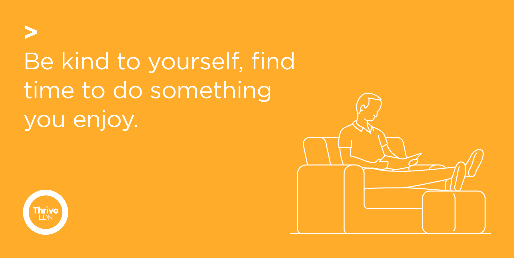 >
Be kind to yourself, find
time to do something
you enjoy.
Thrive
LDN